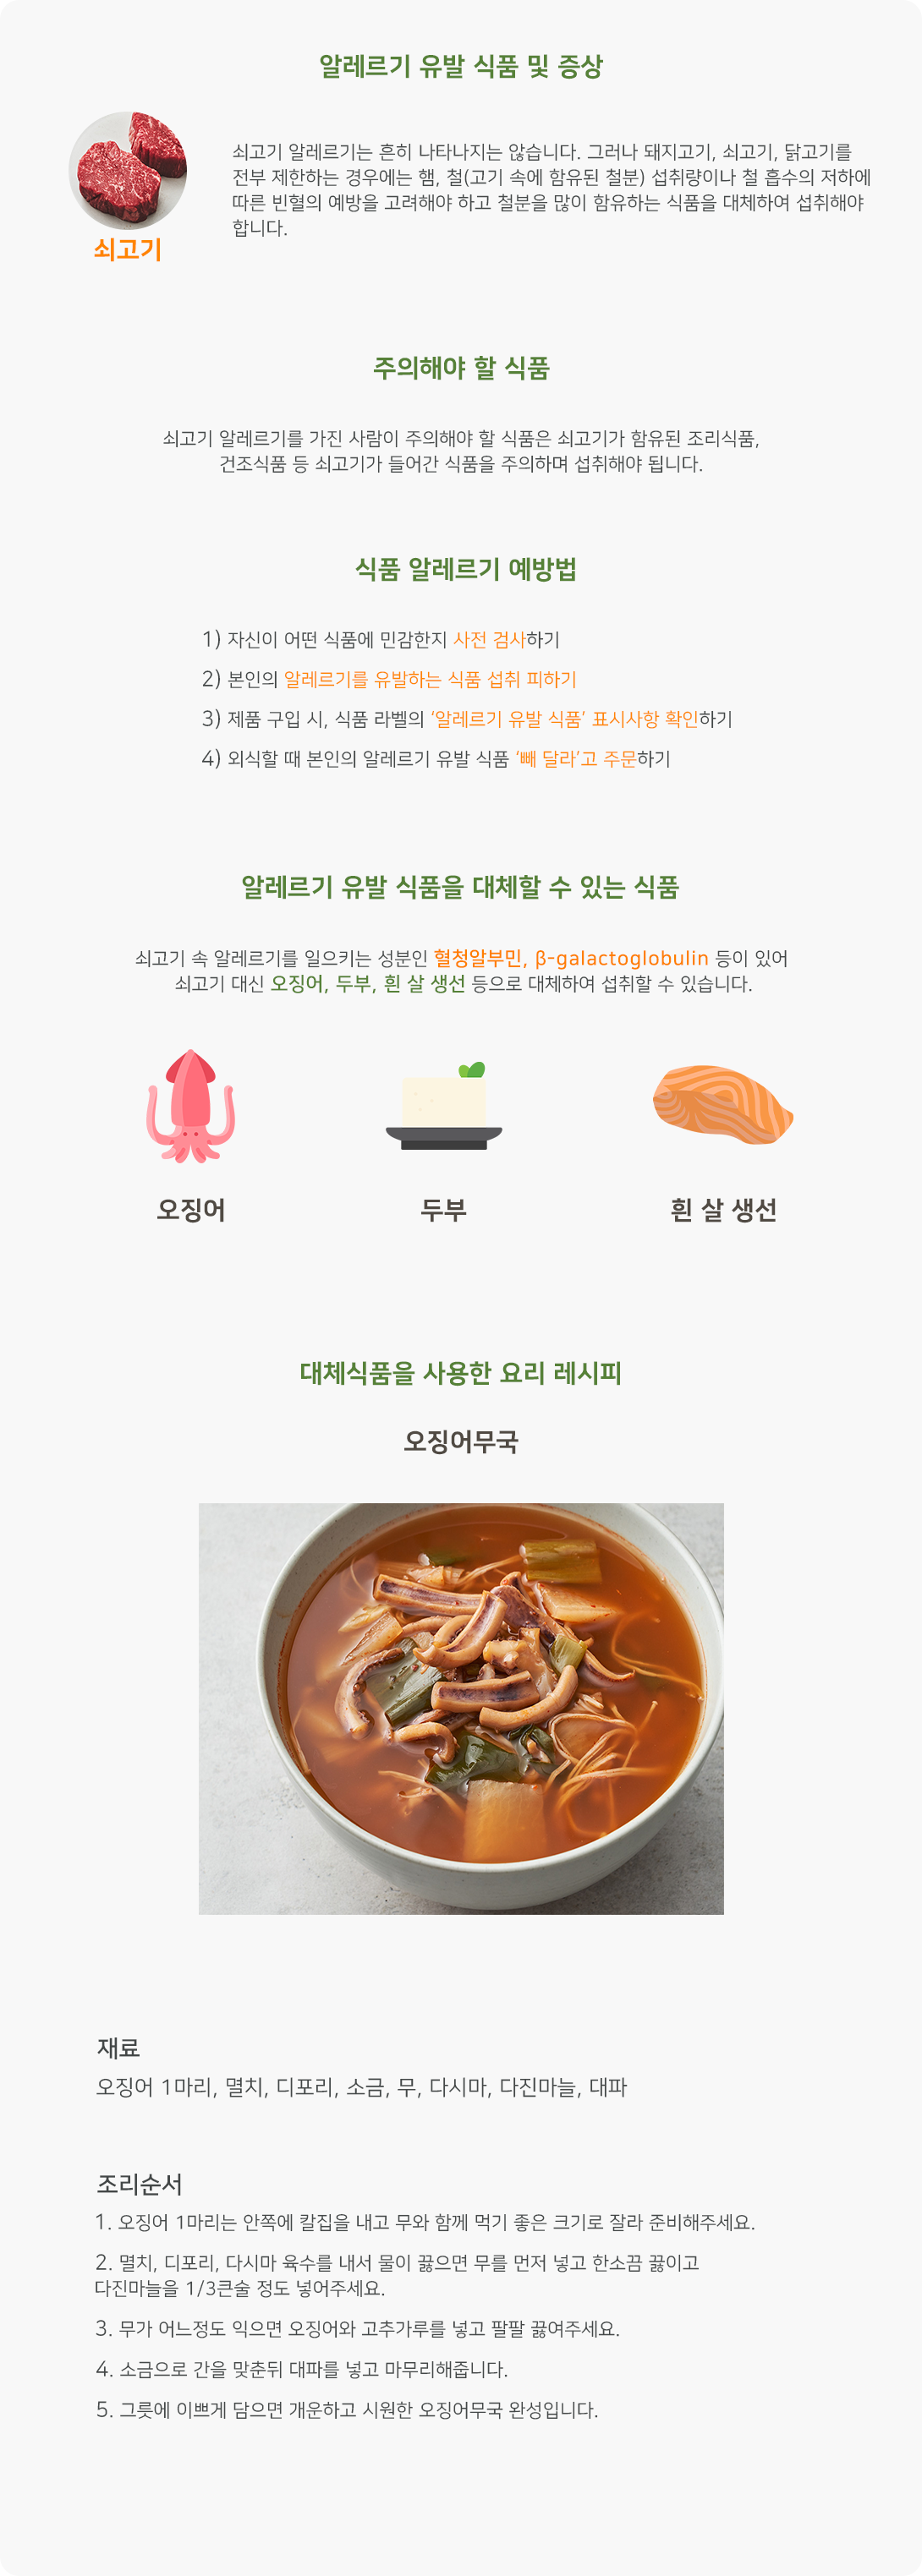 알레르기 유발 식품 및 증상
쇠고기 알레르기는 흔히 나타나지는 않습니다. 그러나 돼지고기, 쇠고기, 닭고기를
전부 제한하는 경우에는 햄, 철(고기 속에 함유된 철분) 섭취량이나 철 흡수의 저하에
따른 빈혈의 예방을 고려해야 하고 철분을 많이 함유하는 식품을 대체하여 섭취해야
합니다.
쇠고기
주의해야 할 식품
쇠고기 알레르기를 가진 사람이 주의해야 할 식품은 쇠고기가 함유된 조리식품,
건조식품 등 쇠고기가 들어간 식품을 주의하며 섭취해야 됩니다.
식품 알레르기 예방법
1) 자신이 어떤 식품에 민감한지 사전 검사하기
2) 본인의 알레르기를 유발하는 식품 섭취 피하기
3) 제품 구입 시, 식품 라벨의 ‘알레르기 유발 식품’ 표시사항 확인하기
4) 외식할 때 본인의 알레르기 유발 식품 ‘빼 달라’고 주문하기
알레르기 유발 식품을 대체할 수 있는 식품
쇠고기 속 알레르기를 일으키는 성분인 혈청알부민, β-galactoglobulin 등이 있어
쇠고기 대신 오징어, 두부, 흰 살 생선 등으로 대체하여 섭취할 수 있습니다.
오징어 두부 흰 살 생선
대체식품을 사용한 요리 레시피
오징어무국
재료
오징어 1마리, 멸치, 디포리, 소금, 무, 다시마, 다진마늘, 대파
조리순서
1. 오징어 1마리는 안쪽에 칼집을 내고 무와 함께 먹기 좋은 크기로 잘라 준비해주세요.
2. 멸치, 디포리, 다시마 육수를 내서 물이 끓으면 무를 먼저 넣고 한소끔 끓이고
다진마늘을 1/3큰술 정도 넣어주세요.
3. 무가 어느정도 익으면 오징어와 고추가루를 넣고 팔팔 끓여주세요.
4. 소금으로 간을 맞춘뒤 대파를 넣고 마무리해줍니다.
5. 그릇에 이쁘게 담으면 개운하고 시원한 오징어무국 완성입니다.